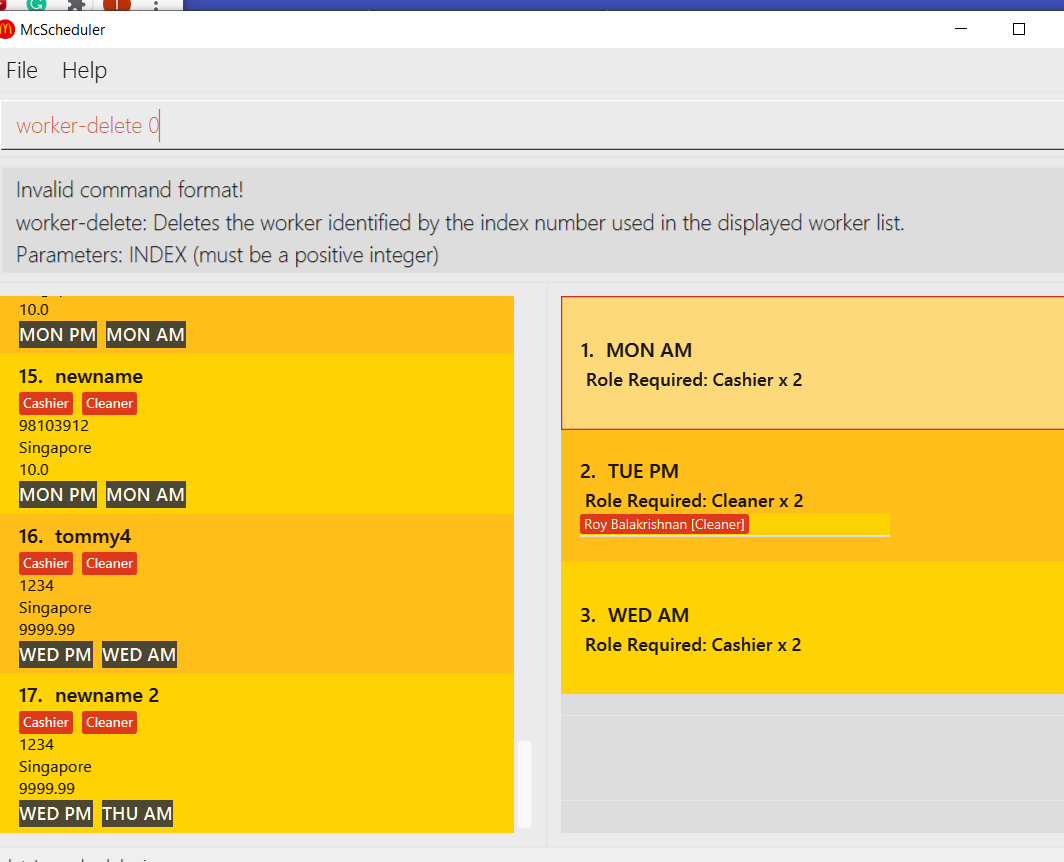 McScheduler
File Help
worker-delete 0
Invalid command format!
worker-delete: Deletes the worker identified by the index number used in the displayed worker list.
Parameters: INDEX (must be a positive integer)
10.0
MON PM MON AM
15. newname
Cashier Cleaner
98103912
Singapore
10.0
MON PM MON AM
16. tommy4
Cashier Cleaner
1234
Singapore
9999.99
WED PM WED AM
17. newname 2
Cashier Cleaner
1234
Singapore
9999.99
WED PM THU AM
1. MON AM
Role Required: Cashier x 2
2. TUE PM
Role Required: Cleaner x 2
Roy Balakrishnan [Cleaner]
3. WED AM
Role Required: Cashier x 2